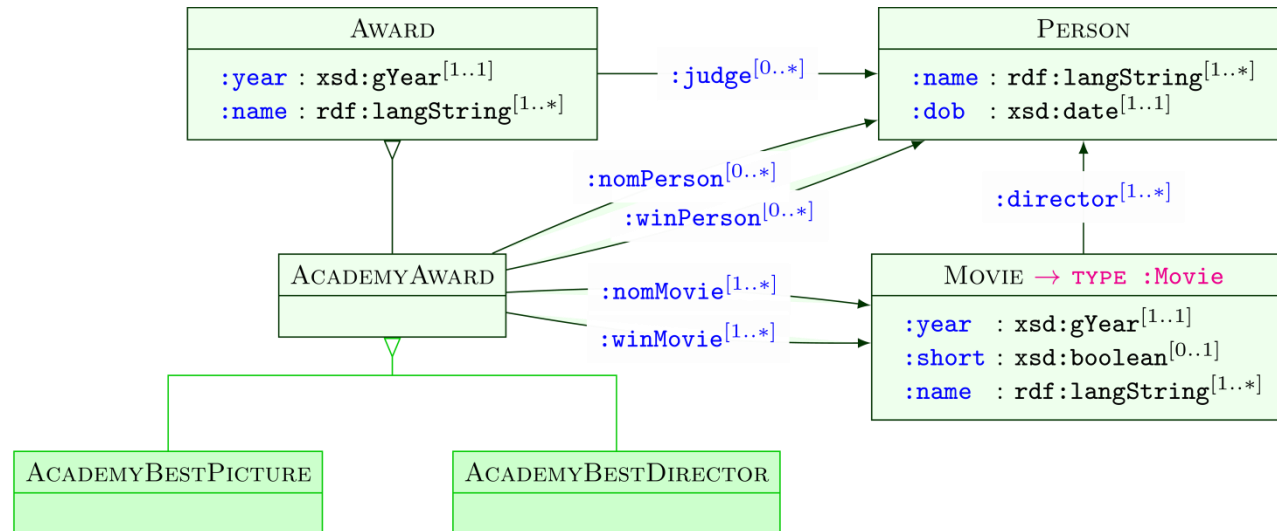 AWARD
:year : xsd:gYear[1..1]
:name : rdf:langString[1..*]
:judge[0..*]
PERSON
:name : rdf:langString[1..*]
:dob : xsd:date[1..1]
:nomPerson[0..*]
:winPerson[0..*]
:director[1..*]
ACADEMYAWARD
:nomMovie[1..*]
:winMovie[1..*]
MOVIE → TYPE :Movie
:year : xsd:gYear[1..1]
:short : xsd:boolean[0..1]
:name : rdf:langString[1..*]
ACADEMYBESTPICTURE
ACADEMYBESTDIRECTOR